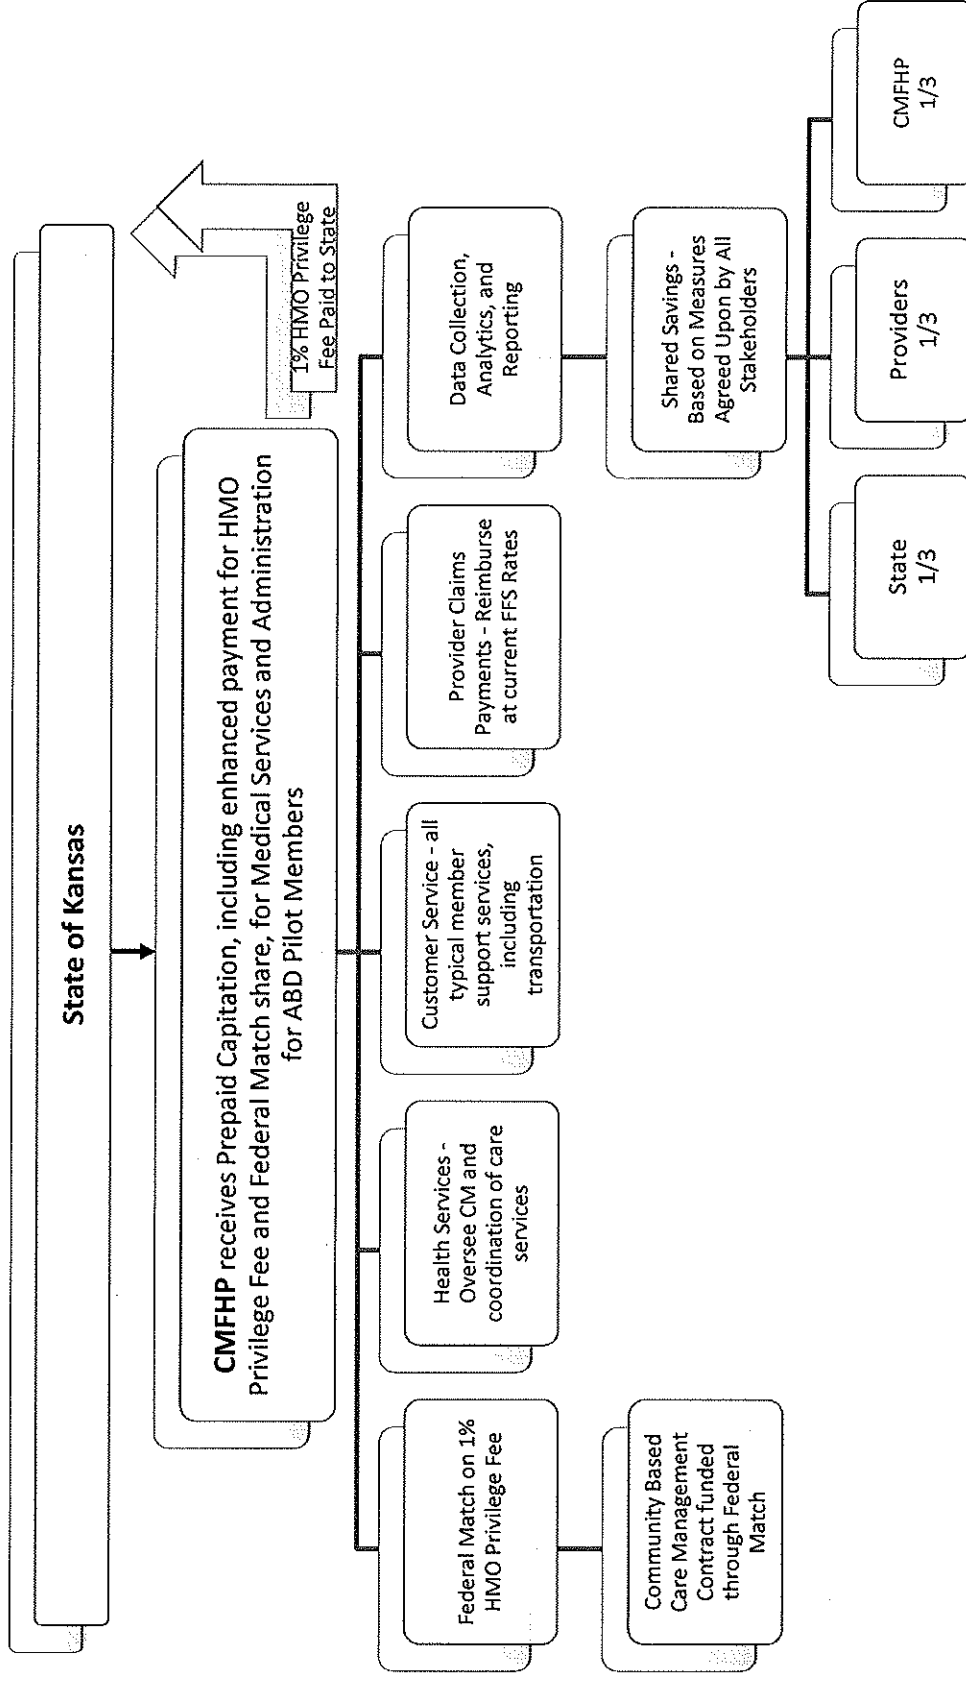 State of Kansas
CMFHP receives Prepaid Capitation, including enhanced payment for HMO
Privilege Fee and Federal Match share, for Medical Services and Administration
for ABD Pilot Members
1% HMO Privilege
Fee Paid to State
Federal Match on 1%
HMO Privilege Fee
Health Services -
Oversee CM and
coordination of care
services
Customer Service - all
typical member
support services,
including
transportation
Provider Claims
Payments - Reimburse
at current FFS Rates
Data Collection,
Analytics, and
Reporting
Community Based
Care Management
Contract funded
through Federal
Match
Shared Savings -
Based on Measures
Agreed Upon by All
Stakeholders
State
1/3
Providers
1/3
CMFHP
1/3